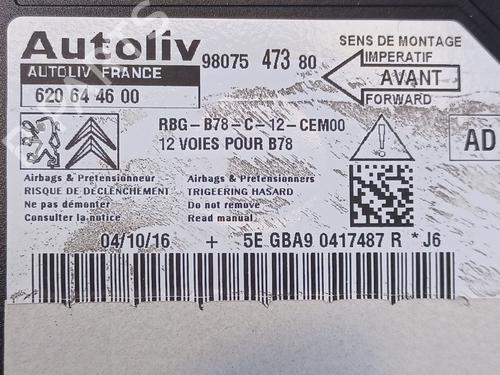 Autoliv
AUTOLIV FRANCE
620 64 46 00
98075 473 80
SENS DE MONTAGE
IMPERATIF
AVANT
FORWARD
RBG-B78-C-12-CEM00
12 VOIES POUR B78
AD
Airbags & Pretensionneurs
RISQUE DE DECLENCHEMENT
Ne pas démonter
Consulter la notice
Airbags & Pretensionners
TRIGEERING HASARD
Do not remove
Read manual
04/10/16 + 5E GBA9 0417487 R * J6